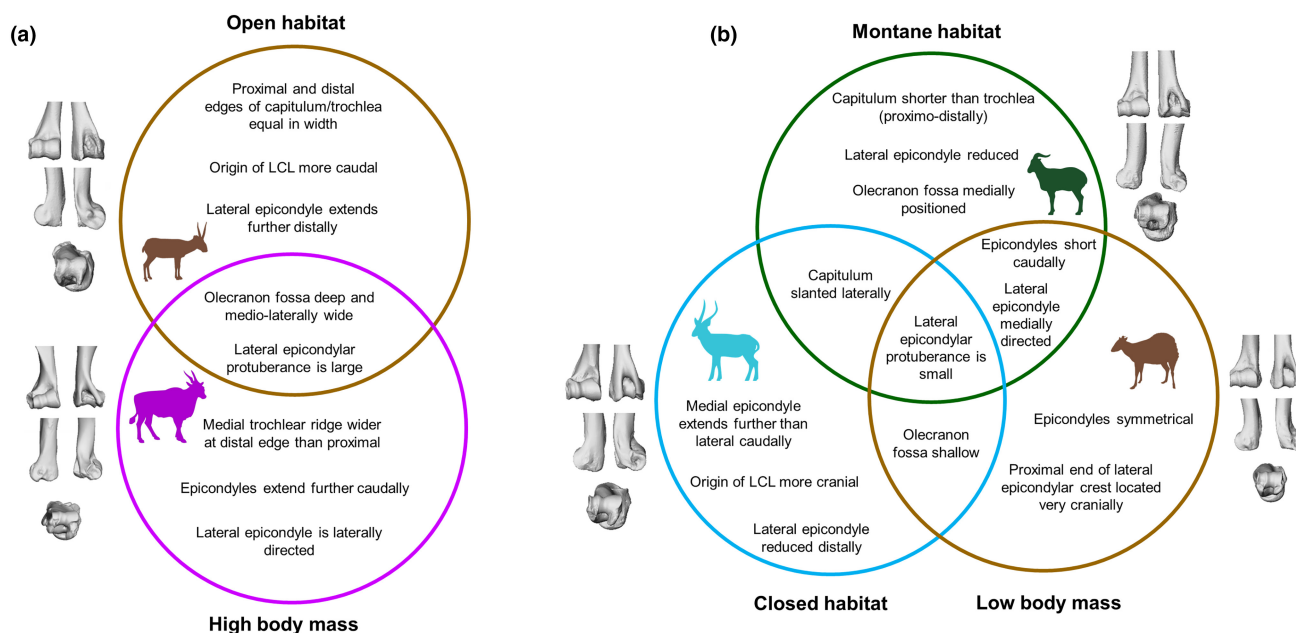 (a)
Open habitat
Proximal and distal
edges of capitulum/trochlea
equal in width
Origin of LCL more caudal
Lateral epicondyle extends
further distally
Olecranon fossa deep and
medio-laterally wide
Lateral epicondylar
protuberance is large
Medial trochlear ridge wider
at distal edge than proximal
Epicondyles extend further caudally
Lateral epicondyle is laterally
directed
High body mass
(b)
Montane habitat
Capitulum shorter than trochlea
(proximo-distally)
Lateral epicondyle reduced
Olecranon fossa medially
positioned
Epicondyles short
caudally
Capitulum
slanted laterally
Lateral
epicondyle
medially
directed
Lateral
epicondylar
protuberance is
small
Medial epicondyle
extends further than
lateral caudally
Olecranon
fossa shallow
Epicondyles symmetrical
Origin of LCL more cranial
Proximal end of lateral
epicondylar crest located
very cranially
Lateral epicondyle
reduced distally
Closed habitat
Low body mass